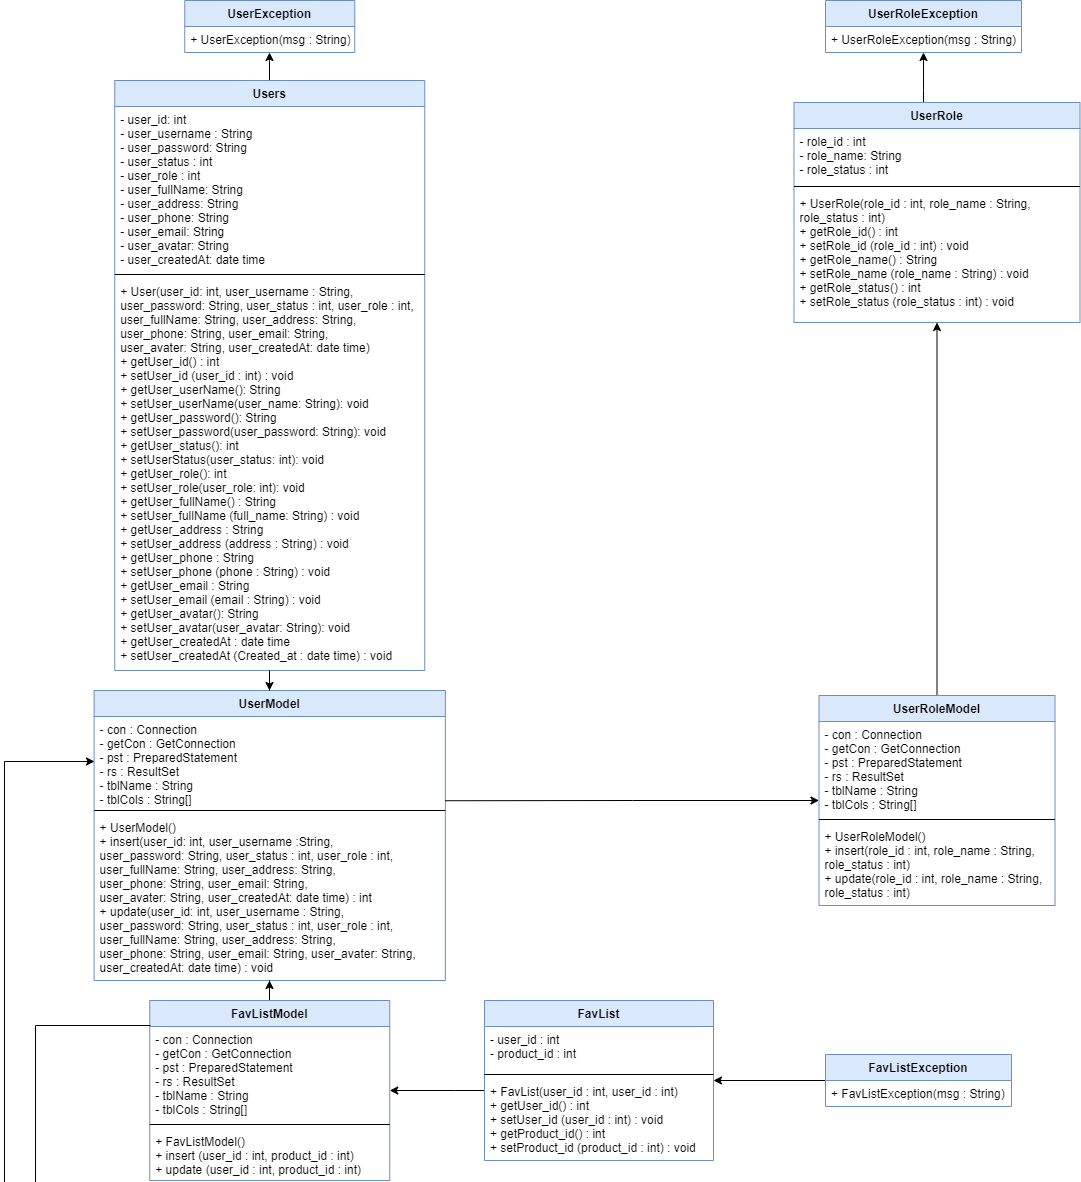 UserException
+ UserException(msg : String)
UserRoleException
+ UserRoleException(msg : String)
Users
- user_id: int
- user_username : String
- user_password: String
- user_status : int
- user_role : int
- user_fullName: String
- user_address: String
- user_phone: String
- user_email: String
- user_avatar: String
- user_createdAt: date time
+ User(user_id: int, user_username : String,
user_password: String, user_status : int, user_role : int,
user_fullName: String, user_address: String,
user_phone: String, user_email: String,
user_avater: String, user_createdAt: date time)
+ getUser_id() : int
+ setUser_id (user_id : int) : void
+ getUser_userName(): String
+ setUser_userName(user_name: String): void
+ getUser_password(): String
+ setUser_password(user_password: String): void
+ getUser_status(): int
+ setUserStatus(user_status: int): void
+ getUser_role(): int
+ setUser_role(user_role: int): void
+ getUser_fullName() : String
+ setUser_fullName (full_name: String) : void
+ getUser_address : String
+ setUser_address (address : String) : void
+ getUser_phone : String
+ setUser_phone (phone : String) : void
+ getUser_email : String
+ setUser_email (email : String) : void
+ getUser_avatar(): String
+ setUser_avatar(user_avatar: String): void
+ getUser_createdAt : date time
+ setUser_createdAt (Created_at : date time) : void
UserRole
- role_id : int
- role_name: String
- role_status : int
+ UserRole(role_id : int, role_name : String,
role_status : int)
+ getRole_id() : int
+ setRole_id (role_id : int) : void
+ getRole_name() : String
+ setRole_name (role_name : String) : void
+ getRole_status() : int
+ setRole_status (role_status : int) : void
UserModel
- con : Connection
- getCon : GetConnection
- pst : PreparedStatement
- rs : ResultSet
- tblName : String
- tblCols : String[]
+ UserModel()
+ insert(user_id: int, user_username :String,
user_password: String, user_status : int, user_role : int,
user_fullName: String, user_address: String,
user_phone: String, user_email: String,
user_avater: String, user_createdAt: date time) : int
+ update(user_id: int, user_username : String,
user_password: String, user_status : int, user_role : int,
user_fullName: String, user_address: String,
user_phone: String, user_email: String, user_avater: String,
user_createdAt: date time) : void
UserRoleModel
- con : Connection
- getCon : GetConnection
- pst : PreparedStatement
- rs : ResultSet
- tblName : String
- tblCols : String[]
+ UserRoleModel()
+ insert(role_id : int, role_name : String,
role_status : int)
+ update(role_id : int, role_name : String,
role_status : int)
FavListModel
- con : Connection
- getCon : GetConnection
- pst : PreparedStatement
- rs : ResultSet
- tblName : String
- tblCols : String[]
+ FavListModel()
+ insert (user_id : int, product_id : int)
+ update (user_id : int, product_id : int)
FavList
- user_id : int
- product_id : int
+ FavList(user_id : int, user_id : int)
+ getUser_id() : int
+ setUser_id (user_id : int) : void
+ getProduct_id() : int
+ setProduct_id (product_id : int) : void
FavListException
+ FavListException(msg : String)